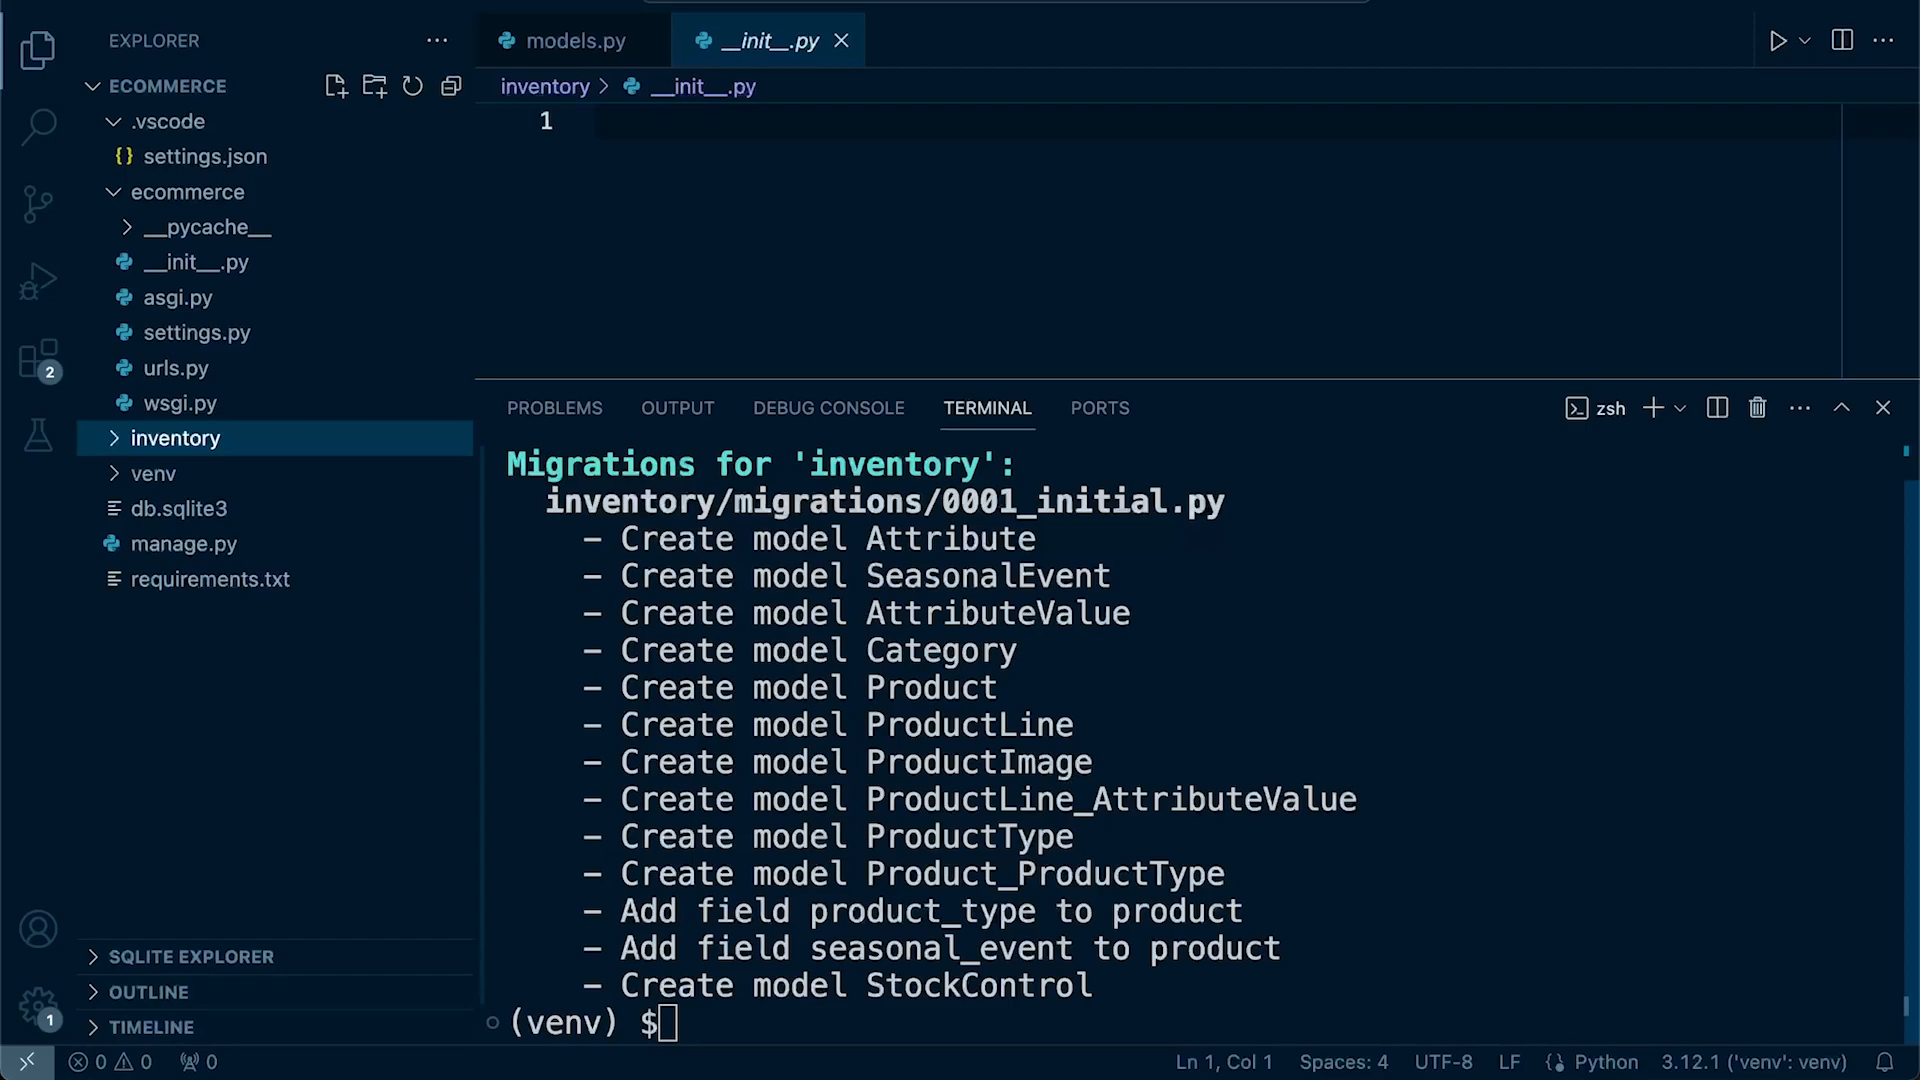 EXPLORER
ECOMMERCE
.vscode
{} settings.json
ecommerce
__pycache__
__init__.py
asgi.py
settings.py
urls.py
wsgi.py
inventory
venv
db.sqlite3
manage.py
requirements.txt
SQLITE EXPLORER
OUTLINE
TIMELINE
2
1
models.py
__init__.py
inventory > __init__.py
1
PROBLEMS OUTPUT DEBUG CONSOLE TERMINAL PORTS
zsh
Migrations for 'inventory':
inventory/migrations/0001_initial.py
- Create model Attribute
- Create model SeasonalEvent
- Create model AttributeValue
- Create model Category
- Create model Product
- Create model ProductLine
- Create model ProductImage
- Create model ProductLine_AttributeValue
- Create model ProductType
- Create model Product_ProductType
- Add field product_type to product
- Add field seasonal_event to product
- Create model StockControl
(venv) $
0 0 0
Ln 1, Col 1 Spaces: 4 UTF-8 LF Python 3.12.1 ('venv': venv)